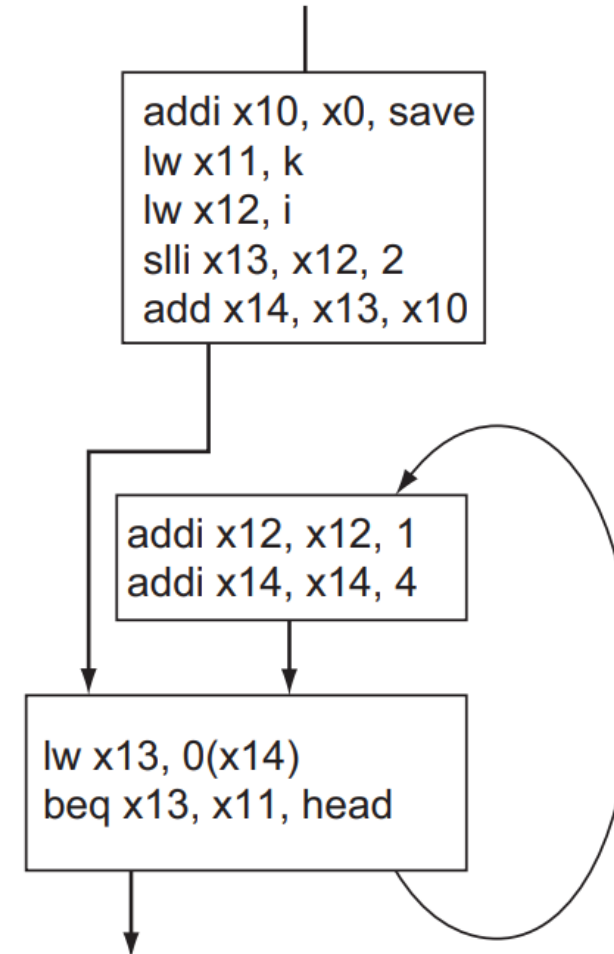 addi x10, x0, save
lw x11, k
lw x12, i
slli x13, x12, 2
add x14, x13, x10
addi x12, x12, 1
addi x14, x14, 4
lw x13, 0(x14)
beq x13, x11, head